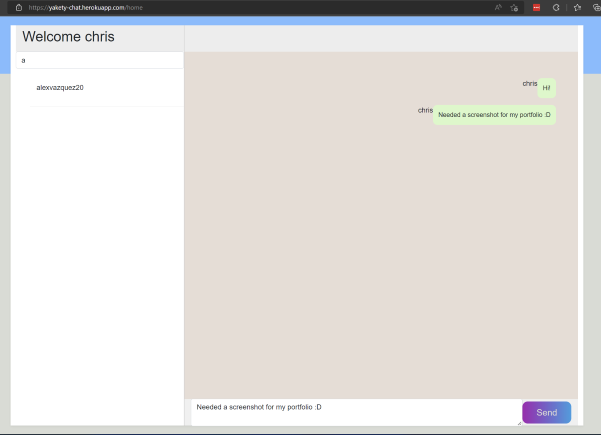 https://yakety-chat.herokuapp.com/home
Welcome chris
a
alexvazquez20
chris
Hi!
chris
Needed a screenshot for my portfolio :D
Needed a screenshot for my portfolio :D
Send